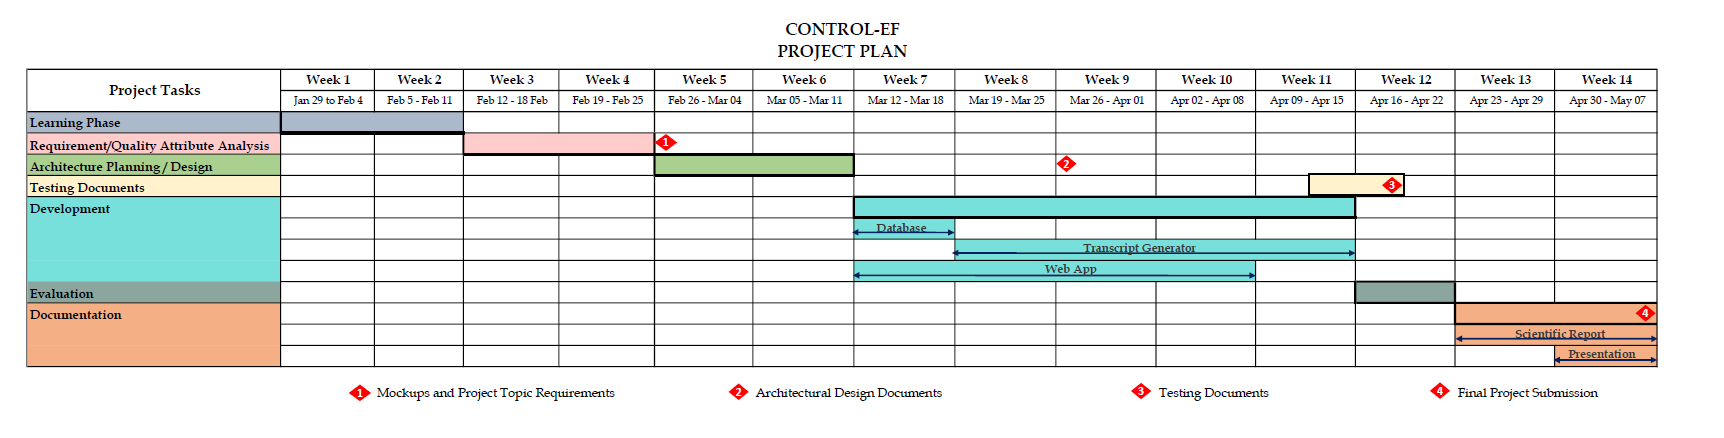 CONTROL-EF
PROJECT PLAN
Project Tasks
Week 1 Week 2 Week 3 Week 4 Week 5 Week 6 Week 7 Week 8 Week 9 Week 10 Week 11 Week 12 Week 13 Week 14
Jan 29 to Feb 4 Feb 5 - Feb 11 Feb 12 - 18 Feb Feb 19 - Feb 25 Feb 26 - Mar 04 Mar 05 - Mar 11 Mar 12 - Mar 18 Mar 19 - Mar 25 Mar 26 - Apr 01 Apr 02 - Apr 08 Apr 09 - Apr 15 Apr 16 - Apr 22 Apr 23 - Apr 29 Apr 30 - May 07
Learning Phase
Requirement/Quality Attribute Analysis 1
Architecture Planning / Design 2
Testing Documents 3
Development
Database
Transcript Generator
Web App
Evaluation
Documentation 4
Scientific Report
Presentation
1 Mockups and Project Topic Requirements 2 Architectural Design Documents 3 Testing Documents 4 Final Project Submission